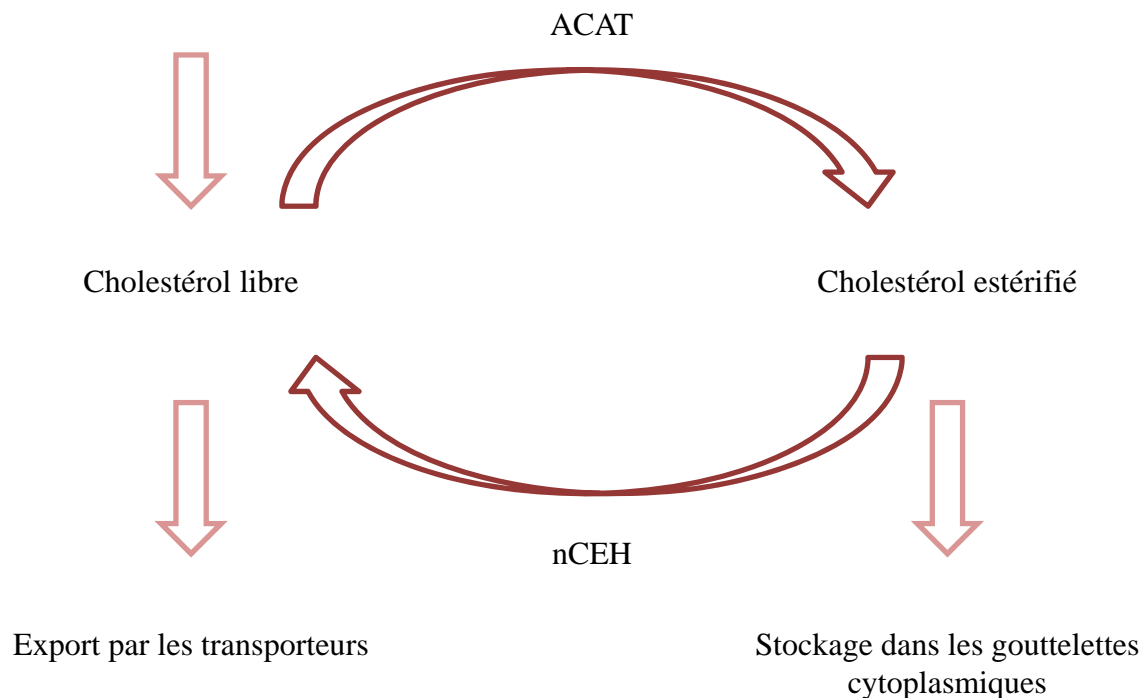 ACAT
Cholestérol libre
Cholestérol estérifié
nCEH
Export par les transporteurs
Stockage dans les gouttelettes
cytoplasmiques